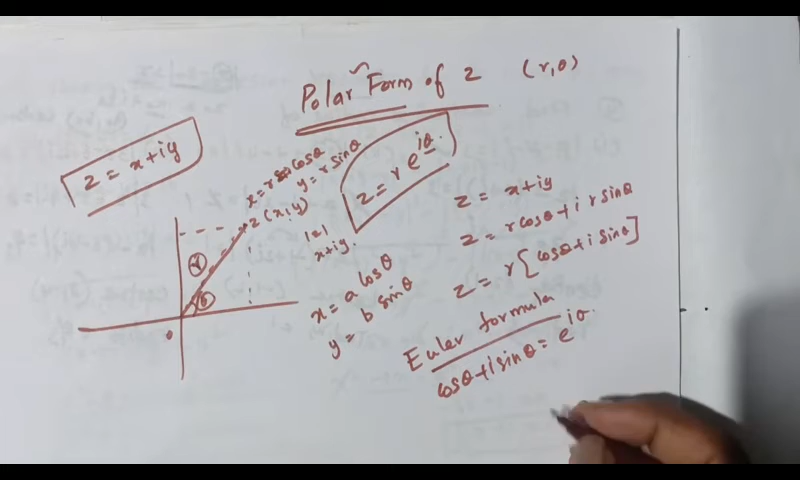 Polar Form of z (r, θ)
z = x+iy
x = r cosθ
y = r sinθ
z = r e^iθ.
z (x, y)
|z|
x+iy.
r
θ
0
x = a cosθ
y = b sinθ
z = x+iy
z = r cosθ + i r sinθ
z = r [cosθ + i sinθ]
Euler formula
cosθ + i sinθ = e^iθ.